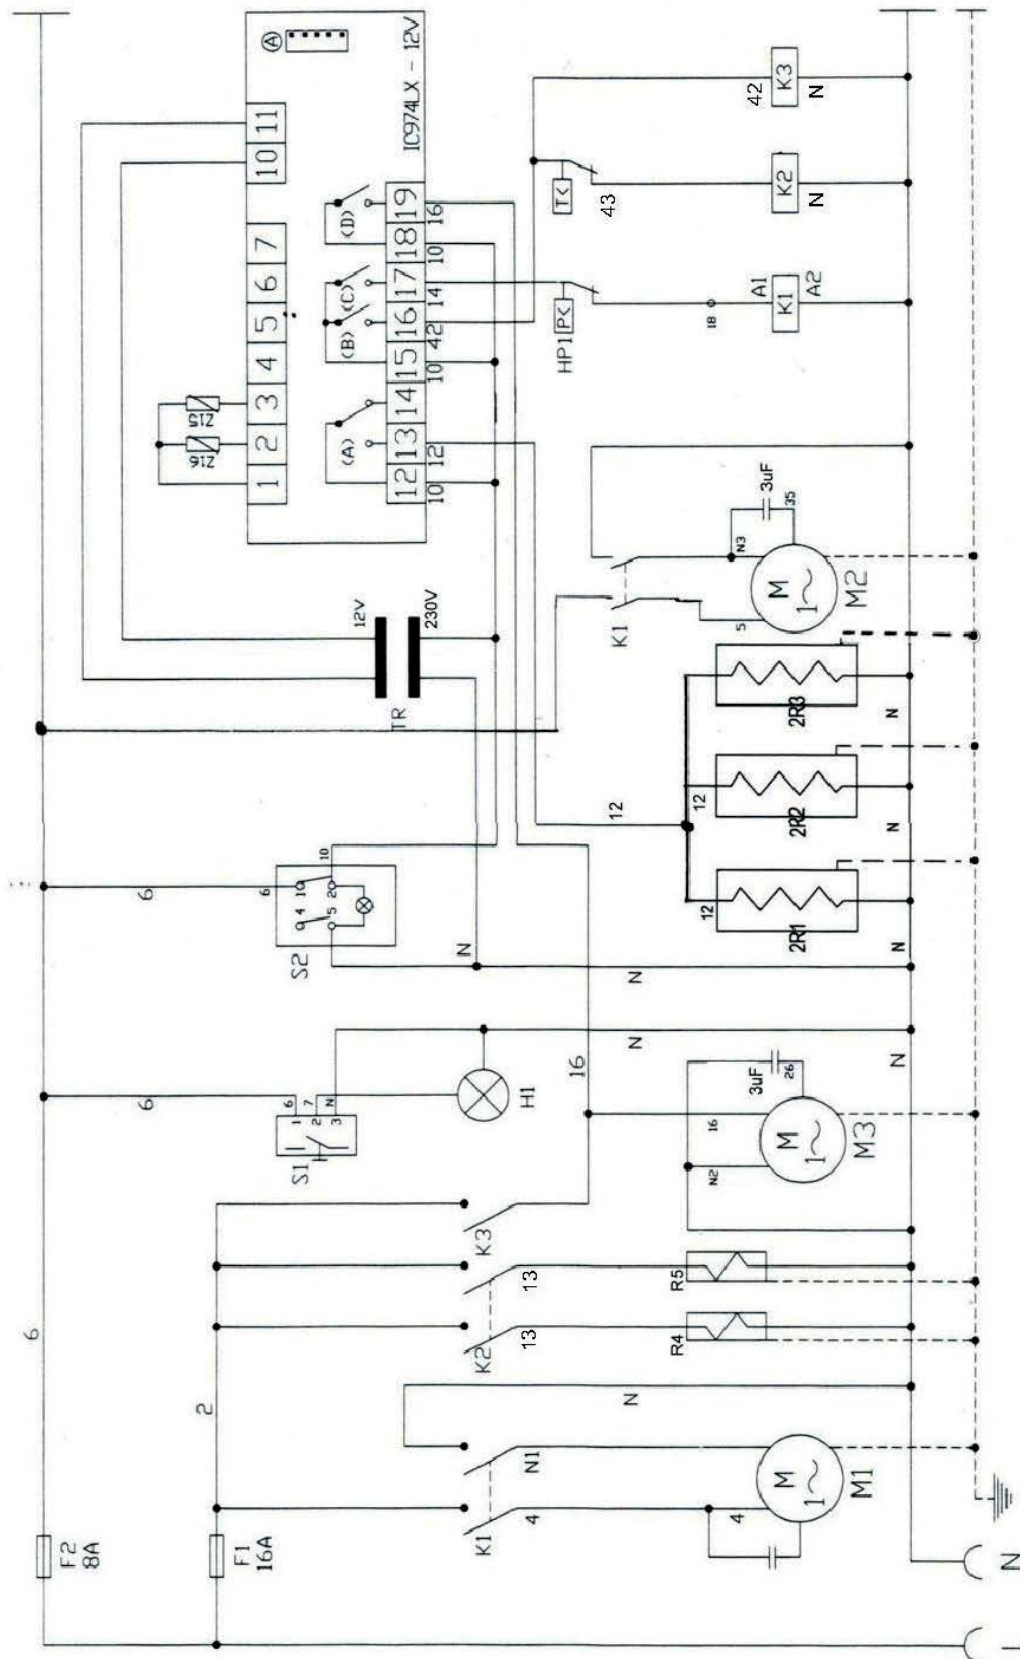 6
F2
8A
2
F1
16A
L
N
K1
4
N1
4
M
1~
M1
N
K2
13
13
R4
R5
K3
S1
1
2
3
6
7
N
6
H1
16
N
N
N2
16
3uF
26
M
1~
M3
S2
6
6
4
1
5
2
10
N
N
TR
12V
230V
12
12
12
12
2R1
2R2
2R3
N
N
N
K1
5
N3
3uF
35
M
1~
M2
A
IC974LX - 12V
Z16
Z15
1
2
3
4
5
6
7
10
11
(A)
(B)
(C)
(D)
12
13
14
15
16
17
18
19
10
12
10
42
14
10
16
HP1
P<
T<
43
18
A1
K1
A2
K2
N
42
K3
N